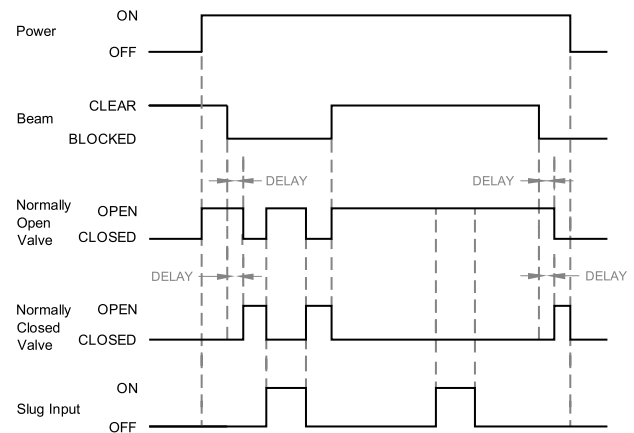 Power
ON
OFF
Beam
CLEAR
BLOCKED
DELAY
DELAY
Normally
Open
Valve
OPEN
CLOSED
DELAY
DELAY
Normally
Closed
Valve
OPEN
CLOSED
Slug Input
ON
OFF